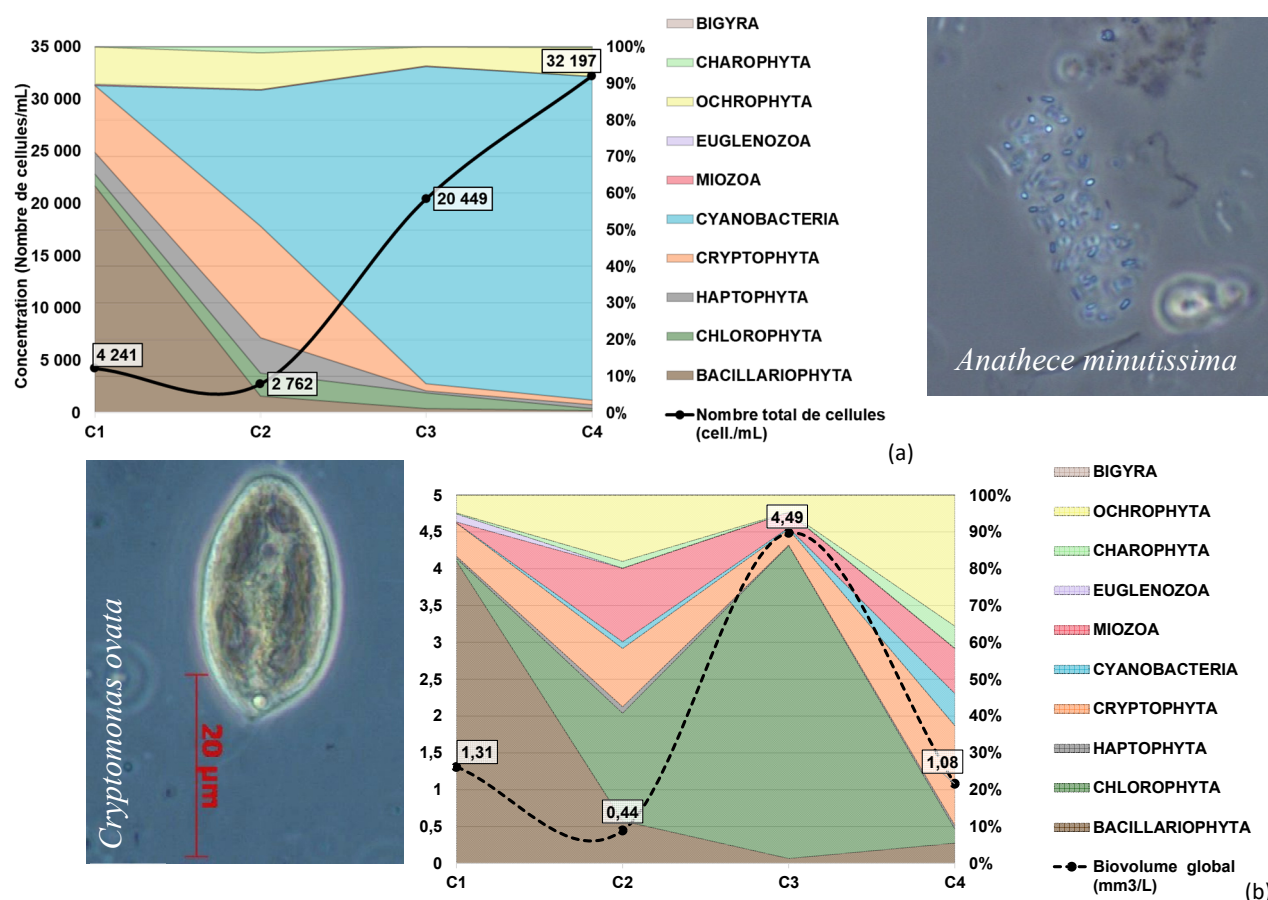 Concentration (Nombre de cellules/mL)
35 000
30 000
25 000
20 000
15 000
10 000
5 000
0
4 241
2 762
20 449
32 197
C1
C2
C3
C4
100%
90%
80%
70%
60%
50%
40%
30%
20%
10%
0%
BIGYRA
CHAROPHYTA
OCHROPHYTA
EUGLENOZOA
MIOZOA
CYANOBACTERIA
CRYPTOPHYTA
HAPTOPHYTA
CHLOROPHYTA
BACILLARIOPHYTA
Nombre total de cellules
(cell./mL)
(a)
Anathece minutissima
Cryptomonas ovata
20 µm
5
4,5
4
3,5
3
2,5
2
1,5
1
0,5
0
1,31
0,44
4,49
1,08
C1
C2
C3
C4
100%
90%
80%
70%
60%
50%
40%
30%
20%
10%
0%
BIGYRA
OCHROPHYTA
CHAROPHYTA
EUGLENOZOA
MIOZOA
CYANOBACTERIA
CRYPTOPHYTA
HAPTOPHYTA
CHLOROPHYTA
BACILLARIOPHYTA
Biovolume global
(mm3/L)
(b)